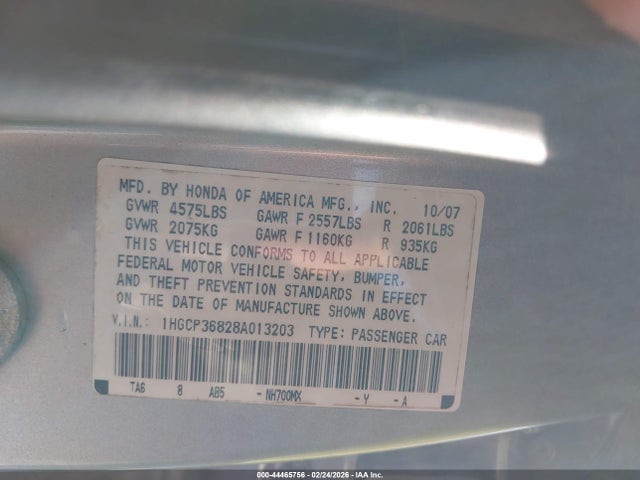 MFD. BY HONDA OF AMERICA MFG., INC. 10/07
GVWR 4575LBS GAWR F 2557LBS R 2061LBS
GVWR 2075KG GAWR F 1160KG R 935KG
THIS VEHICLE CONFORMS TO ALL APPLICABLE
FEDERAL MOTOR VEHICLE SAFETY, BUMPER,
AND THEFT PREVENTION STANDARDS IN EFFECT
ON THE DATE OF MANUFACTURE SHOWN ABOVE.
V.I.N.: 1HGCP36828A013203 TYPE: PASSENGER CAR
TA6 8 AB5 - NH700MX - Y - A
000-44465756 - 02/24/2026 - IAA Inc.